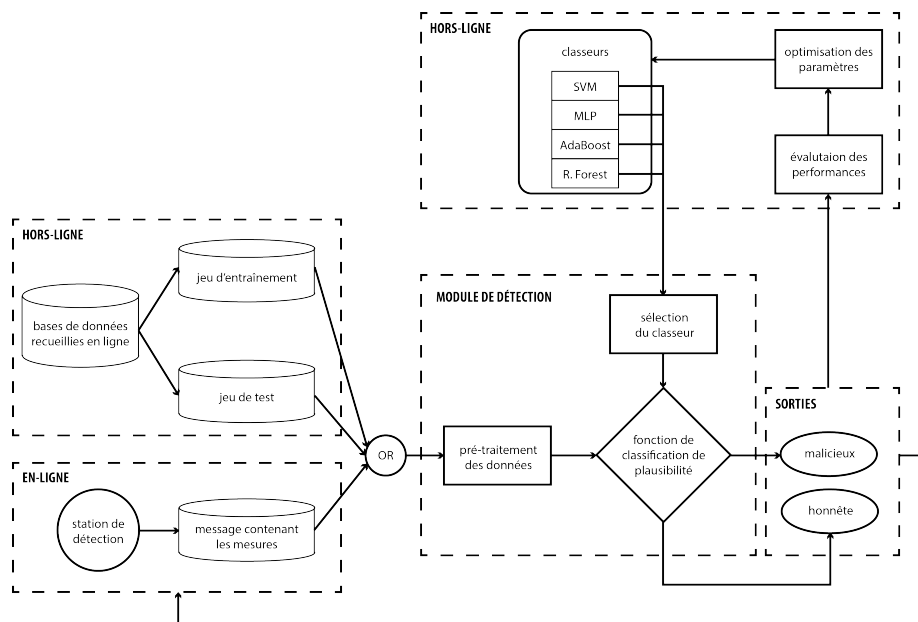 HORS-LIGNE
classeurs
SVM
MLP
AdaBoost
R. Forest
optimisation des
paramètres
évalutaion des
performances
HORS-LIGNE
bases de données
recueillies en ligne
jeu d'entraînement
jeu de test
EN-LIGNE
station de
détection
message contenant
les mesures
OR
MODULE DE DÉTECTION
sélection
du classeur
pré-traitement
des données
fonction de
classification de
plausibilité
SORTIES
malicieux
honnête